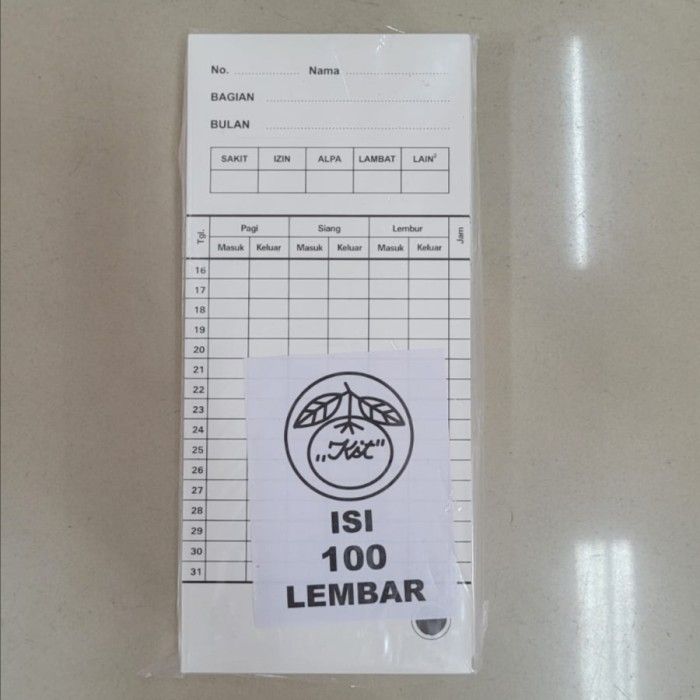 No. .................... Nama ................................
BAGIAN ........................................................
BULAN ........................................................
SAKIT IZIN ALPA LAMBAT LAIN²
Tgl. Pagi Siang Lembur Jam
Masuk Keluar Masuk Keluar Masuk Keluar
16
17
18
19
20
21
22
23
24
25
26
27
28
29
30
31
„Kst"
ISI
100
LEMBAR